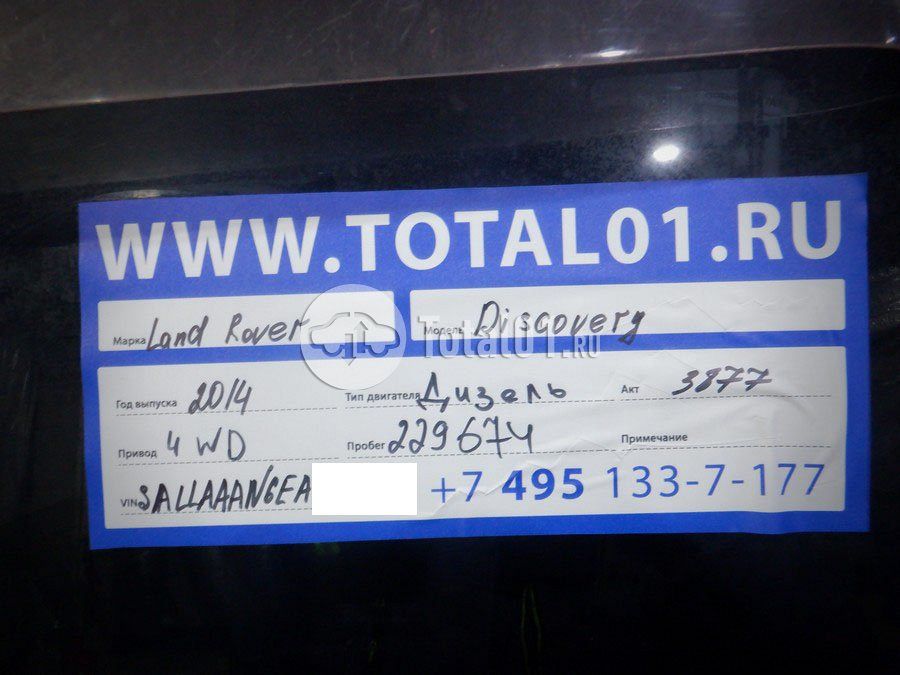 WWW.TOTAL01.RU
Марка Land Rover Модель Discovery
Total01.RU
Год выпуска 2014 Тип двигателя Дизель Акт 3877
Привод 4 WD Пробег 229674 Примечание
VIN SALLAAAN6EA +7 495 133-7-177